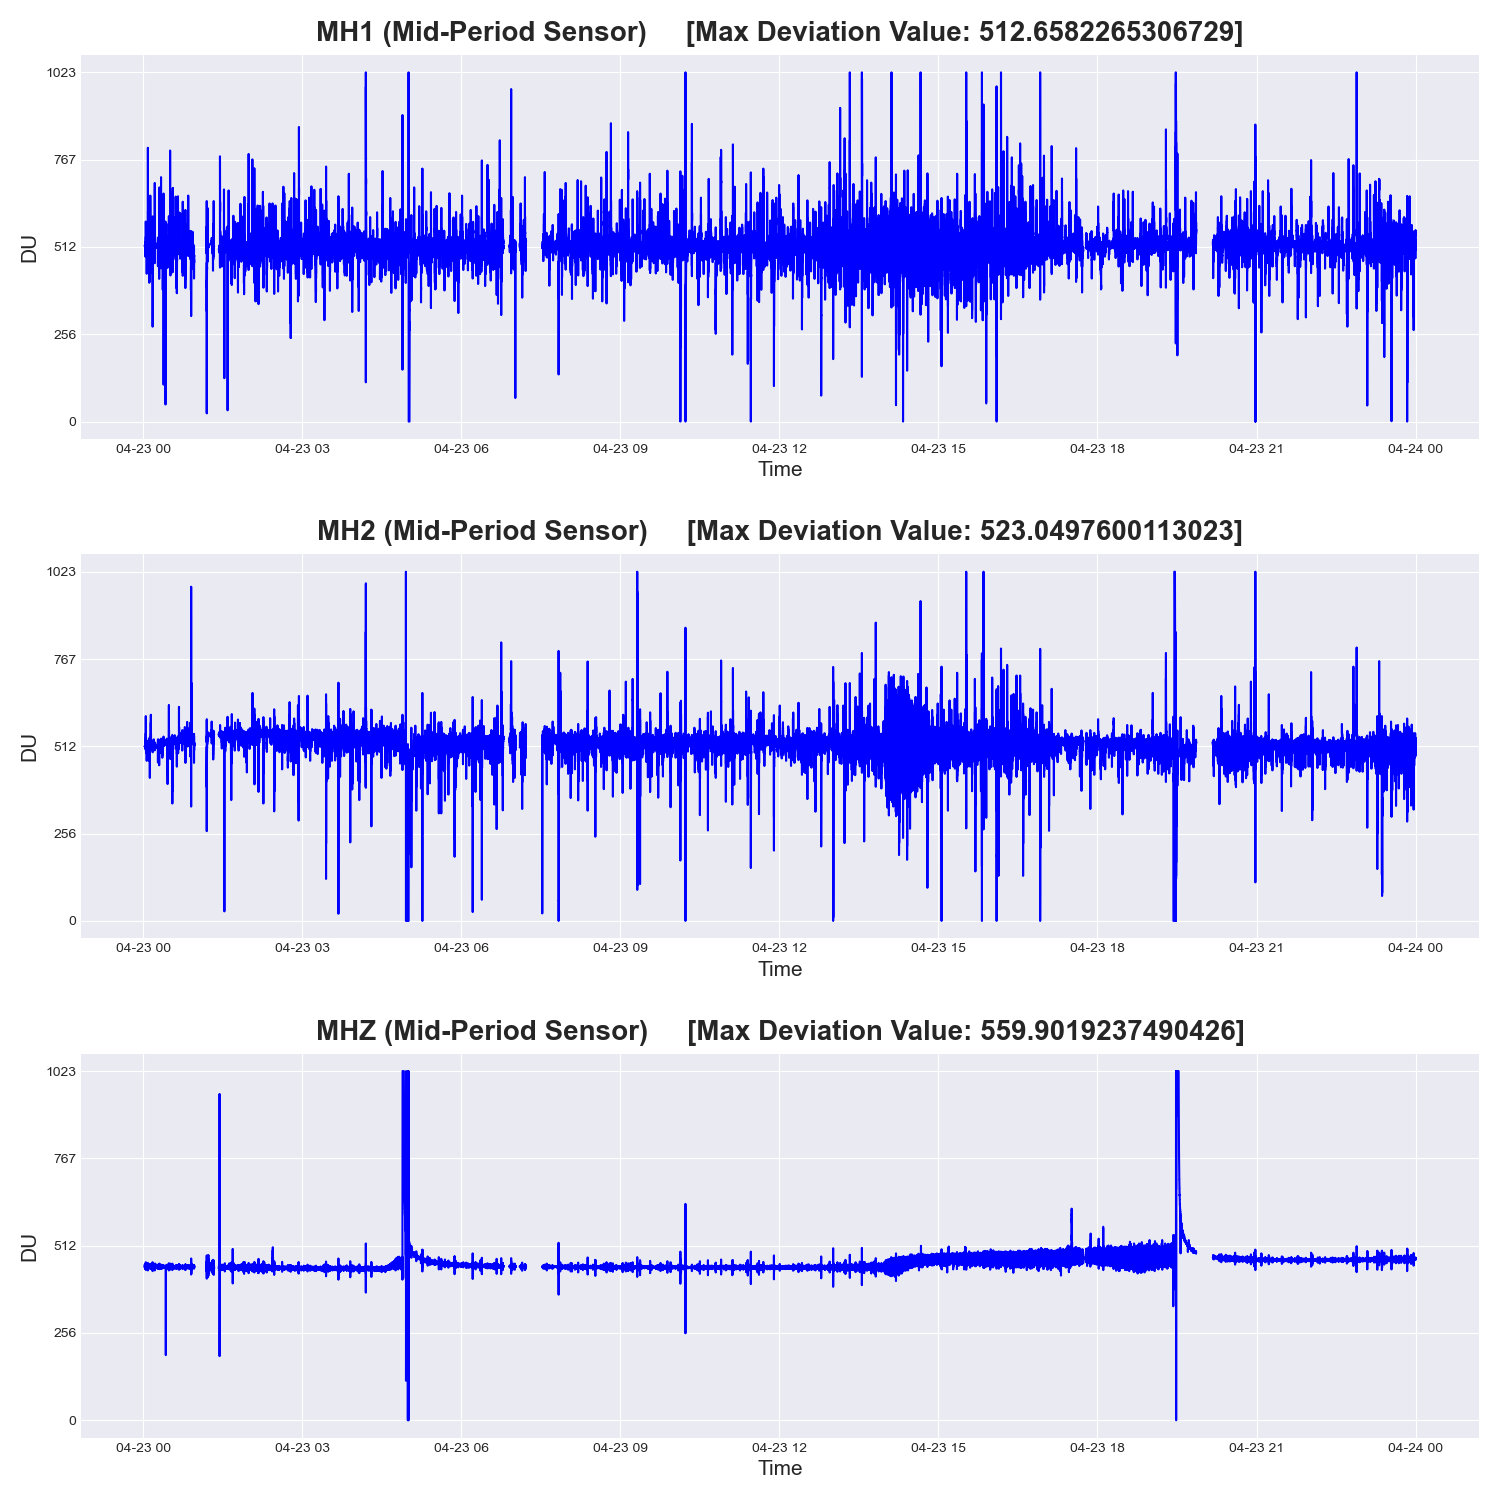 MH1 (Mid-Period Sensor) [Max Deviation Value: 512.6582265306729]
1023
767
512
256
0
DU
04-23 00 04-23 03 04-23 06 04-23 09 04-23 12 04-23 15 04-23 18 04-23 21 04-24 00
Time
MH2 (Mid-Period Sensor) [Max Deviation Value: 523.0497600113023]
1023
767
512
256
0
DU
04-23 00 04-23 03 04-23 06 04-23 09 04-23 12 04-23 15 04-23 18 04-23 21 04-24 00
Time
MHZ (Mid-Period Sensor) [Max Deviation Value: 559.9019237490426]
1023
767
512
256
0
DU
04-23 00 04-23 03 04-23 06 04-23 09 04-23 12 04-23 15 04-23 18 04-23 21 04-24 00
Time